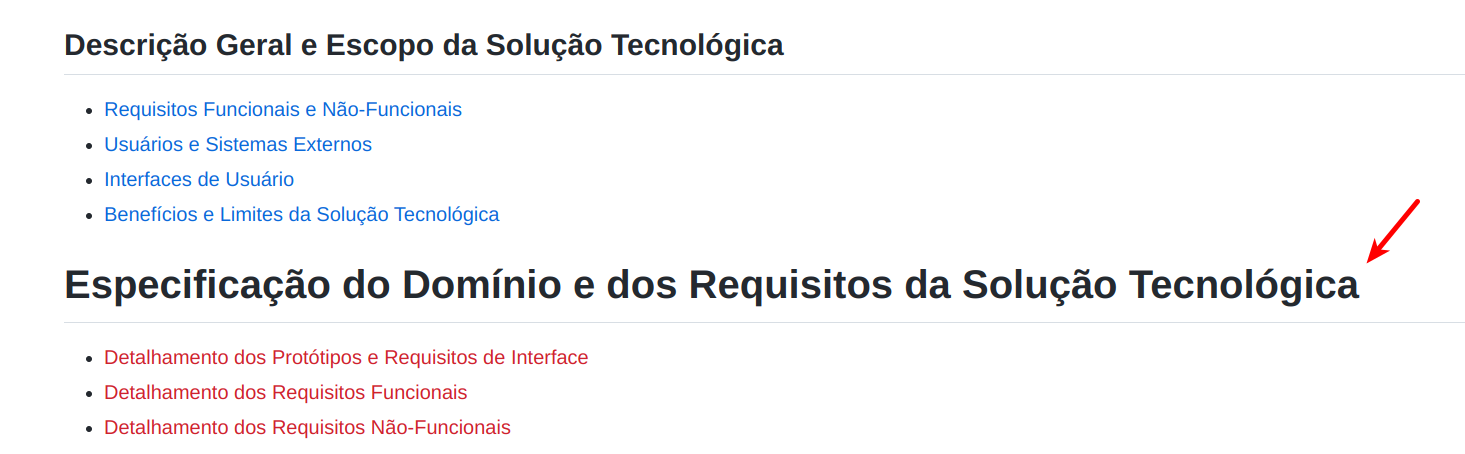 Descrição Geral e Escopo da Solução Tecnológica
Requisitos Funcionais e Não-Funcionais
Usuários e Sistemas Externos
Interfaces de Usuário
Benefícios e Limites da Solução Tecnológica
Especificação do Domínio e dos Requisitos da Solução Tecnológica
Detalhamento dos Protótipos e Requisitos de Interface
Detalhamento dos Requisitos Funcionais
Detalhamento dos Requisitos Não-Funcionais